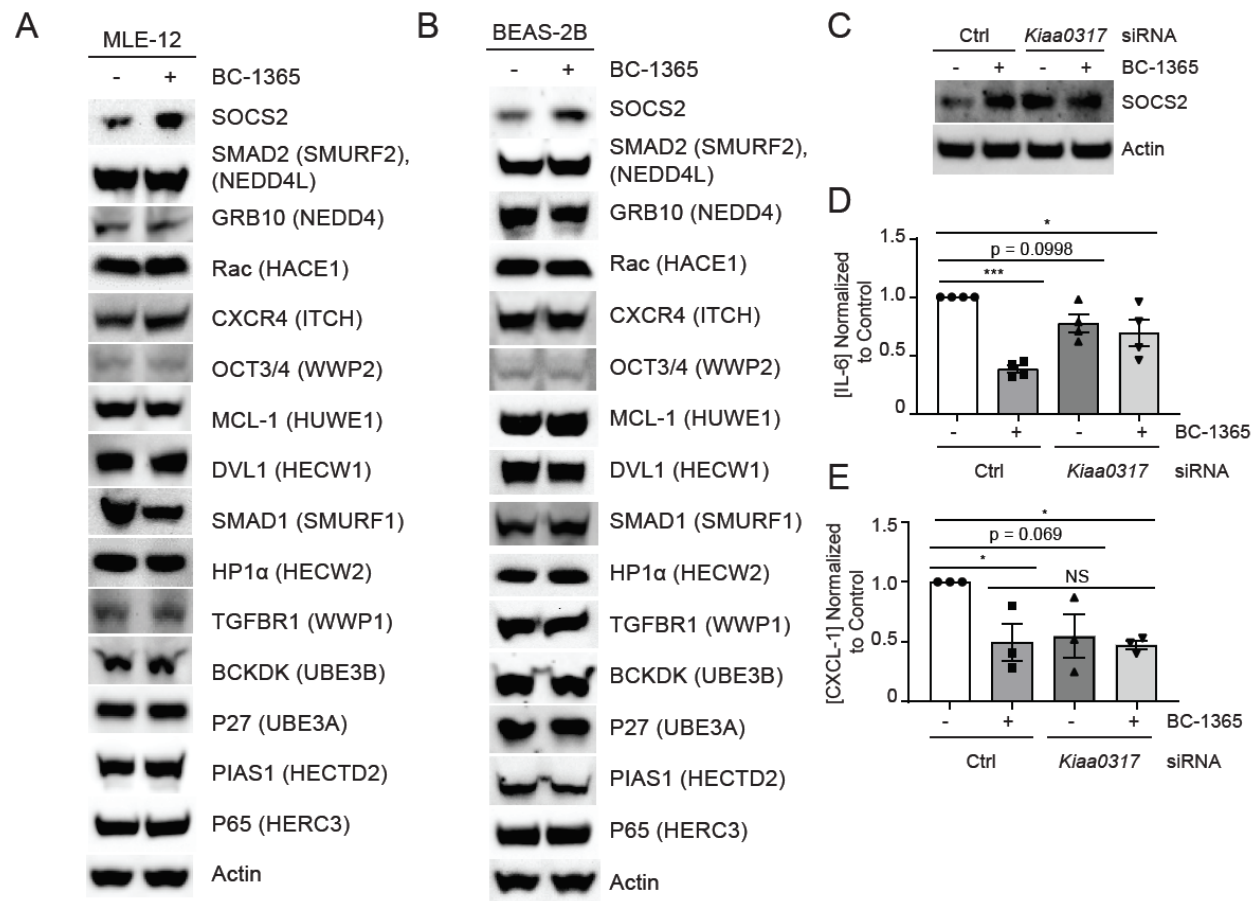 A
MLE-12
- + BC-1365
SOCS2
SMAD2 (SMURF2),
(NEDD4L)
GRB10 (NEDD4)
Rac (HACE1)
CXCR4 (ITCH)
OCT3/4 (WWP2)
MCL-1 (HUWE1)
DVL1 (HECW1)
SMAD1 (SMURF1)
HP1α (HECW2)
TGFBR1 (WWP1)
BCKDK (UBE3B)
P27 (UBE3A)
PIAS1 (HECTD2)
P65 (HERC3)
Actin
B
BEAS-2B
- + BC-1365
SOCS2
SMAD2 (SMURF2),
(NEDD4L)
GRB10 (NEDD4)
Rac (HACE1)
CXCR4 (ITCH)
OCT3/4 (WWP2)
MCL-1 (HUWE1)
DVL1 (HECW1)
SMAD1 (SMURF1)
HP1α (HECW2)
TGFBR1 (WWP1)
BCKDK (UBE3B)
P27 (UBE3A)
PIAS1 (HECTD2)
P65 (HERC3)
Actin
C
Ctrl Kiaa0317 siRNA
- + - + BC-1365
SOCS2
Actin
D
[IL-6] Normalized
to Control
1.5
1.0
0.5
0
*
p = 0.0998
***
- + - + BC-1365
Ctrl Kiaa0317 siRNA
E
[CXCL-1] Normalized
to Control
1.5
1.0
0.5
0
*
p = 0.069
*
NS
- + - + BC-1365
Ctrl Kiaa0317 siRNA